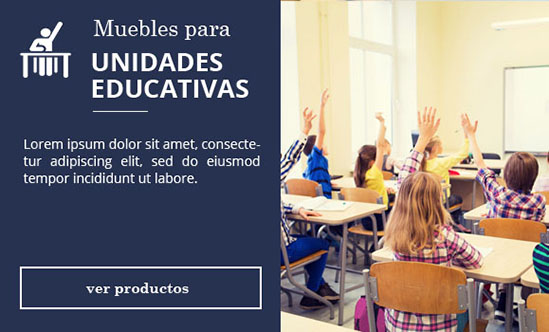 Muebles para
UNIDADES
EDUCATIVAS
Lorem ipsum dolor sit amet, consecte-
tur adipiscing elit, sed do eiusmod
tempor incididunt ut labore.
ver productos